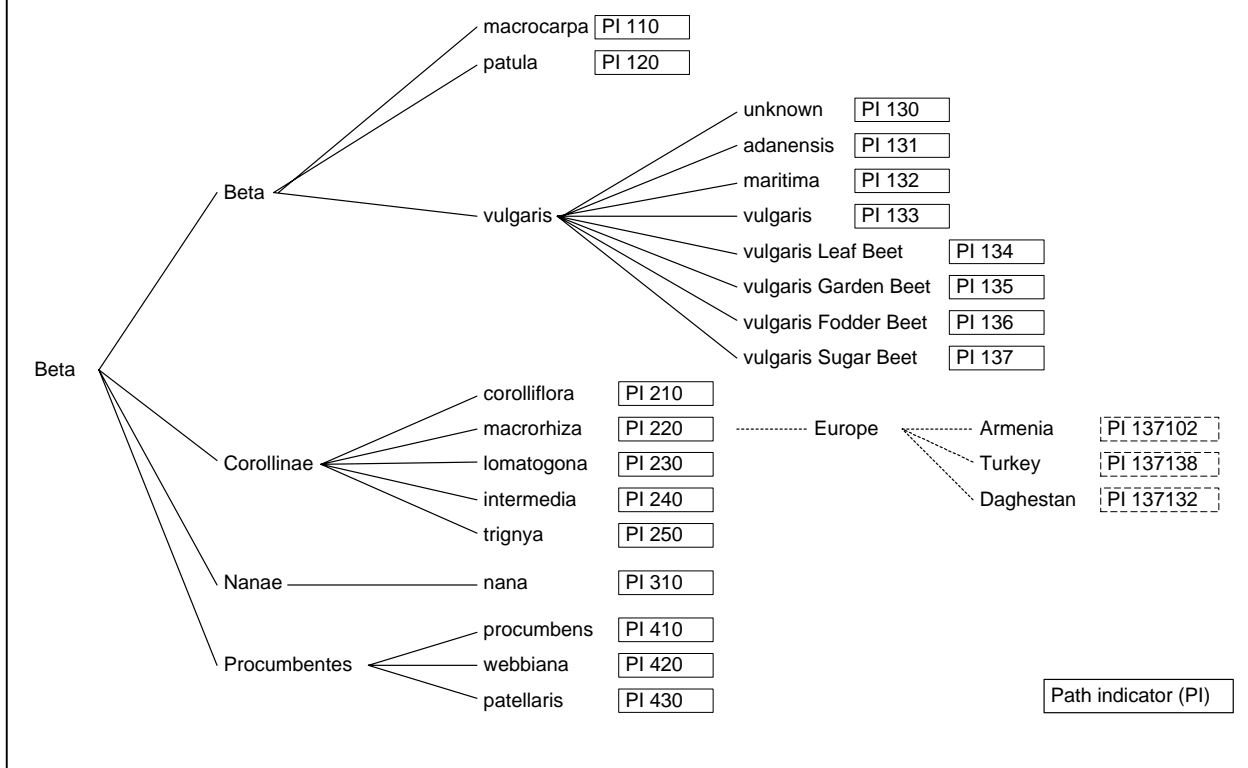 macrocarpa PI 110
patula PI 120
unknown PI 130
adanensis PI 131
maritima PI 132
Beta
vulgaris
vulgaris PI 133
vulgaris Leaf Beet PI 134
vulgaris Garden Beet PI 135
vulgaris Fodder Beet PI 136
vulgaris Sugar Beet PI 137
Beta
corolliflora PI 210
macrorhiza PI 220 Europe Armenia PI 137102
Corollinae lomatogona PI 230 Turkey PI 137138
intermedia PI 240 Daghestan PI 137132
trignya PI 250
Nanae nana PI 310
procumbens PI 410
Procumbentes webbiana PI 420
patellaris PI 430
Path indicator (PI)